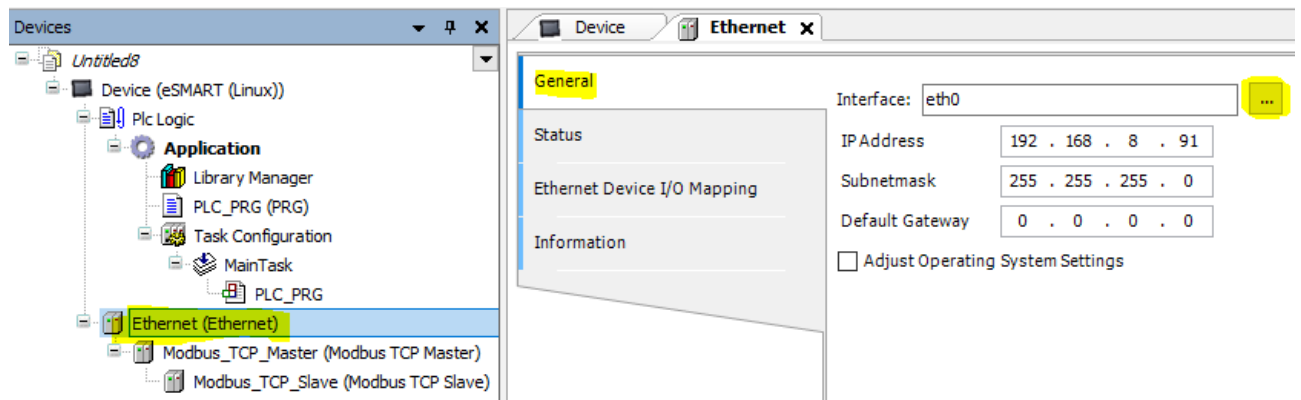 Devices
Untitled8
Device (eSMART (Linux))
Plc Logic
Application
Library Manager
PLC_PRG (PRG)
Task Configuration
MainTask
PLC_PRG
Ethernet (Ethernet)
Modbus_TCP_Master (Modbus TCP Master)
Modbus_TCP_Slave (Modbus TCP Slave)
Device
Ethernet
General
Status
Ethernet Device I/O Mapping
Information
Interface: eth0 ...
IP Address 192 . 168 . 8 . 91
Subnetmask 255 . 255 . 255 . 0
Default Gateway 0 . 0 . 0 . 0
Adjust Operating System Settings